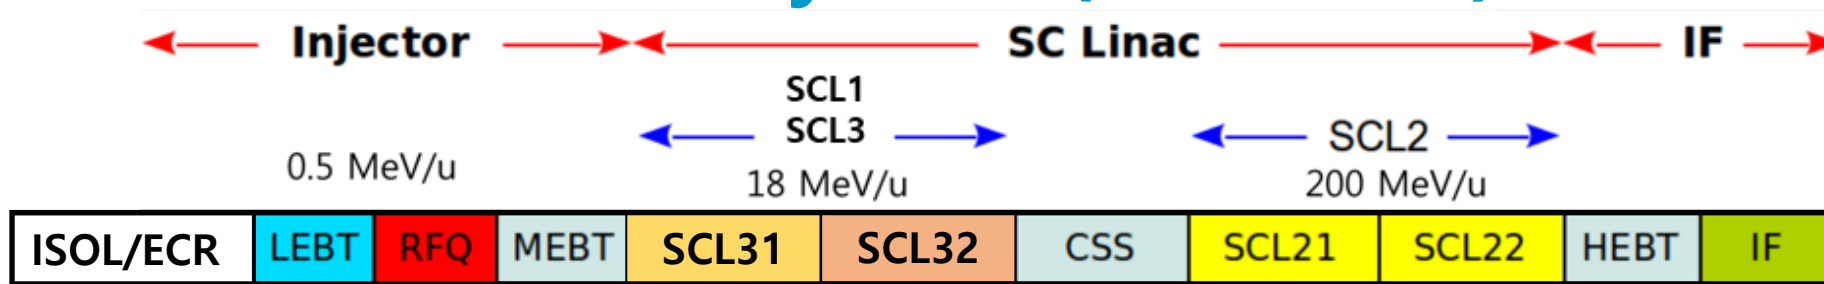 Injector SC Linac IF
SCL1
SCL3 SCL2
0.5 MeV/u 18 MeV/u 200 MeV/u
ISOL/ECR LEBT RFQ MEBT SCL31 SCL32 CSS SCL21 SCL22 HEBT IF